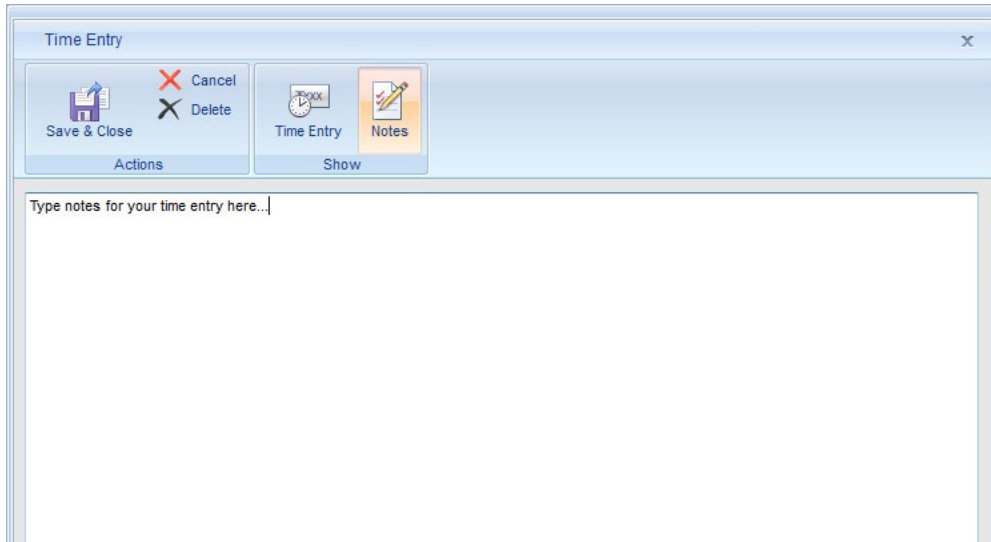 Time Entry
x
Cancel
Delete
Save & Close
Time Entry
Notes
Actions
Show
Type notes for your time entry here...